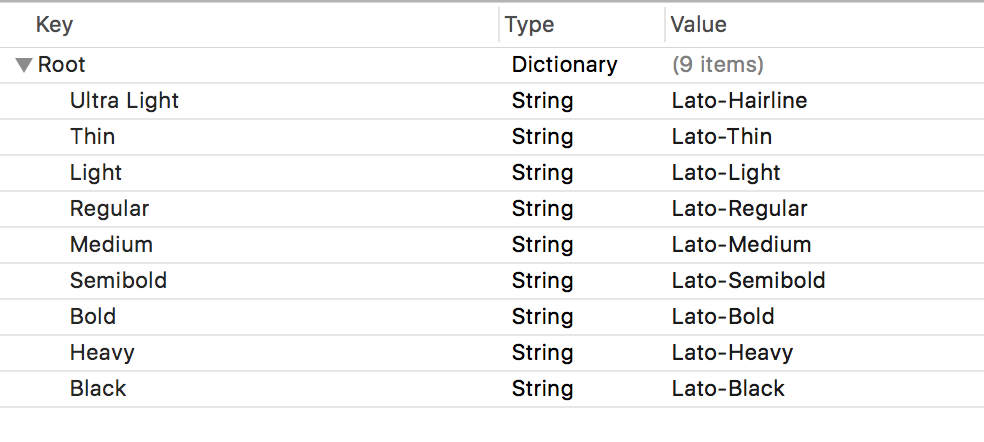 Key Type Value
Root Dictionary (9 items)
Ultra Light String Lato-Hairline
Thin String Lato-Thin
Light String Lato-Light
Regular String Lato-Regular
Medium String Lato-Medium
Semibold String Lato-Semibold
Bold String Lato-Bold
Heavy String Lato-Heavy
Black String Lato-Black